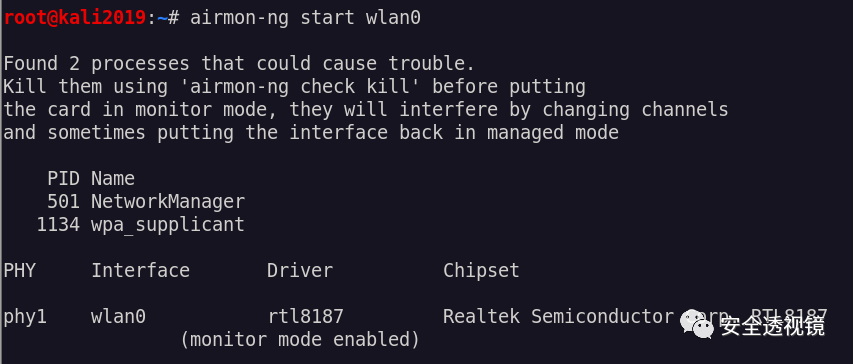 root@kali2019:~# airmon-ng start wlan0
Found 2 processes that could cause trouble.
Kill them using 'airmon-ng check kill' before putting
the card in monitor mode, they will interfere by changing channels
and sometimes putting the interface back in managed mode
PID Name
501 NetworkManager
1134 wpa_supplicant
PHY Interface Driver Chipset
phy1 wlan0 rtl8187 Realtek Semiconductor Corp. RTL8187
(monitor mode enabled)
安全透视镜